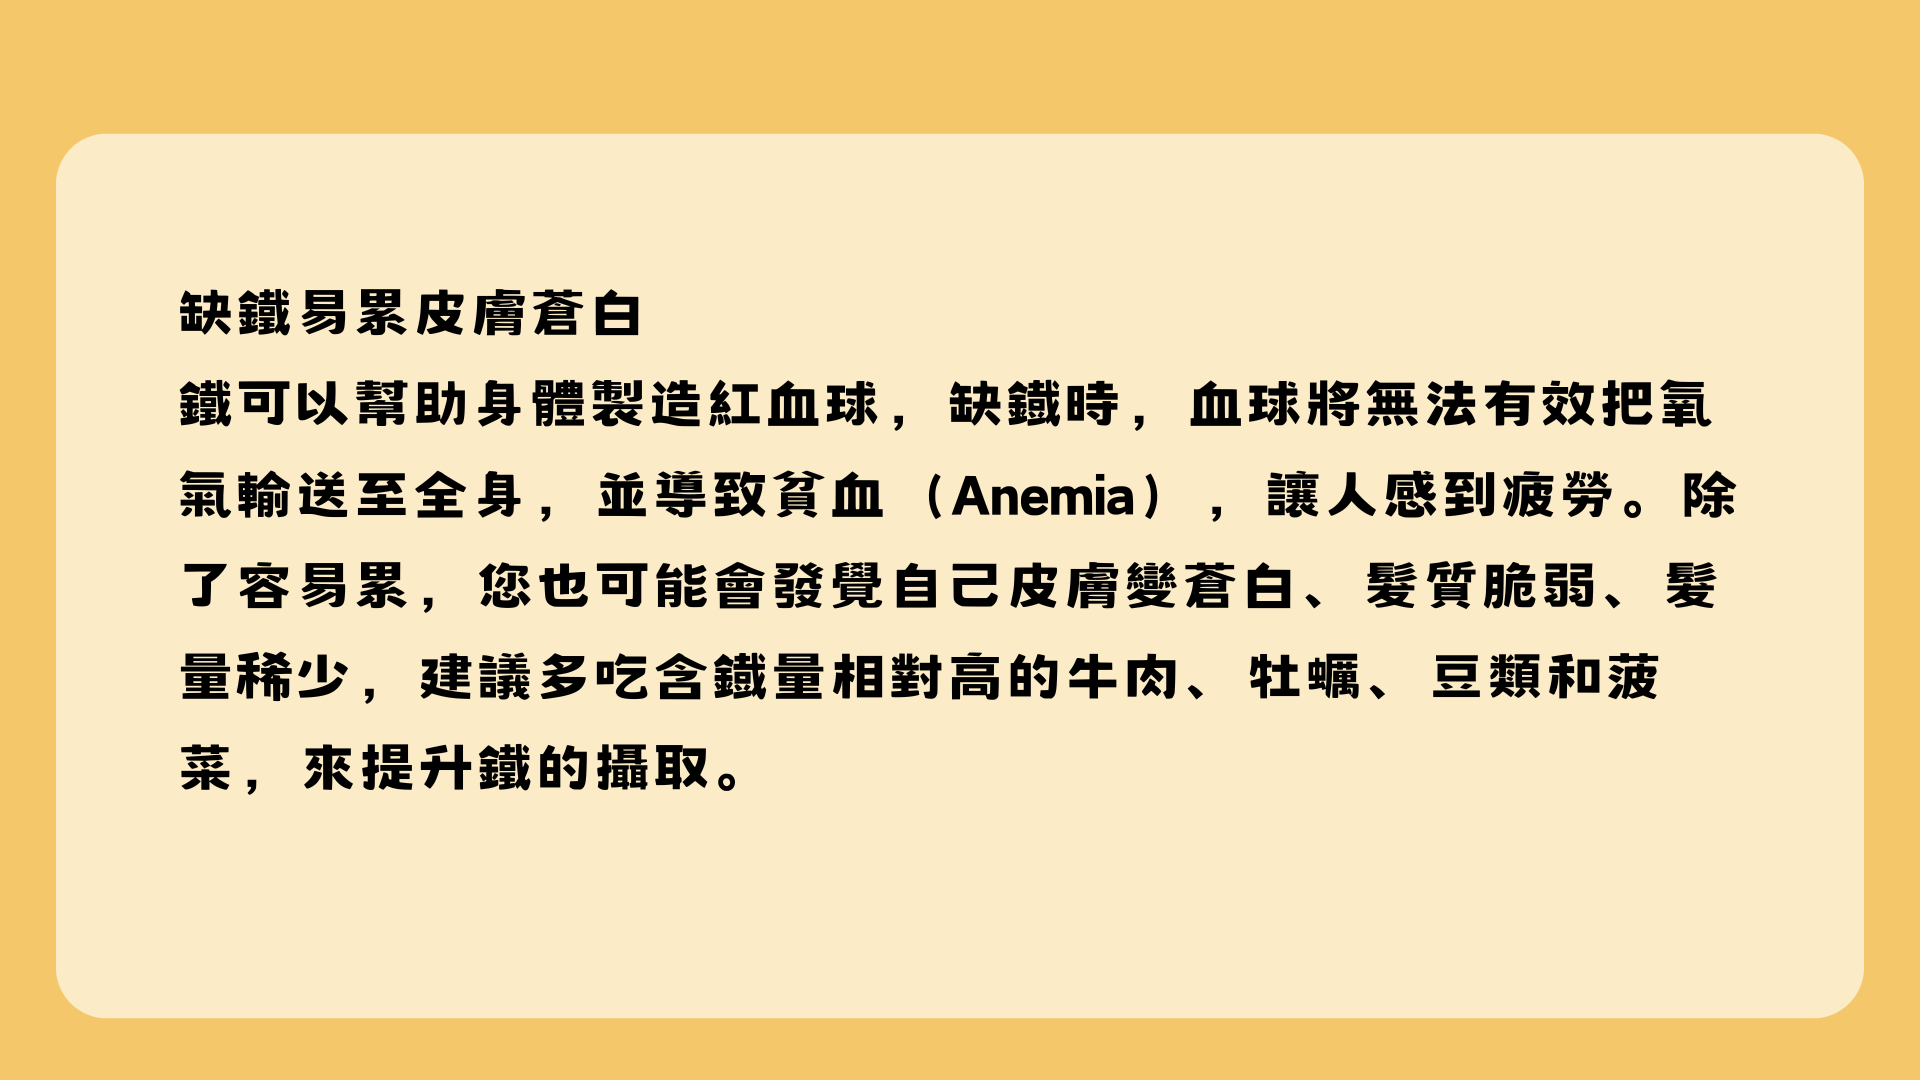 缺鐵易累皮膚蒼白
鐵可以幫助身體製造紅血球，缺鐵時，血球將無法有效把氧
氣輸送至全身，並導致貧血（Anemia），讓人感到疲勞。除
了容易累，您也可能會發覺自己皮膚變蒼白、髮質脆弱、髮
量稀少，建議多吃含鐵量相對高的牛肉、牡蠣、豆類和菠
菜，來提升鐵的攝取。